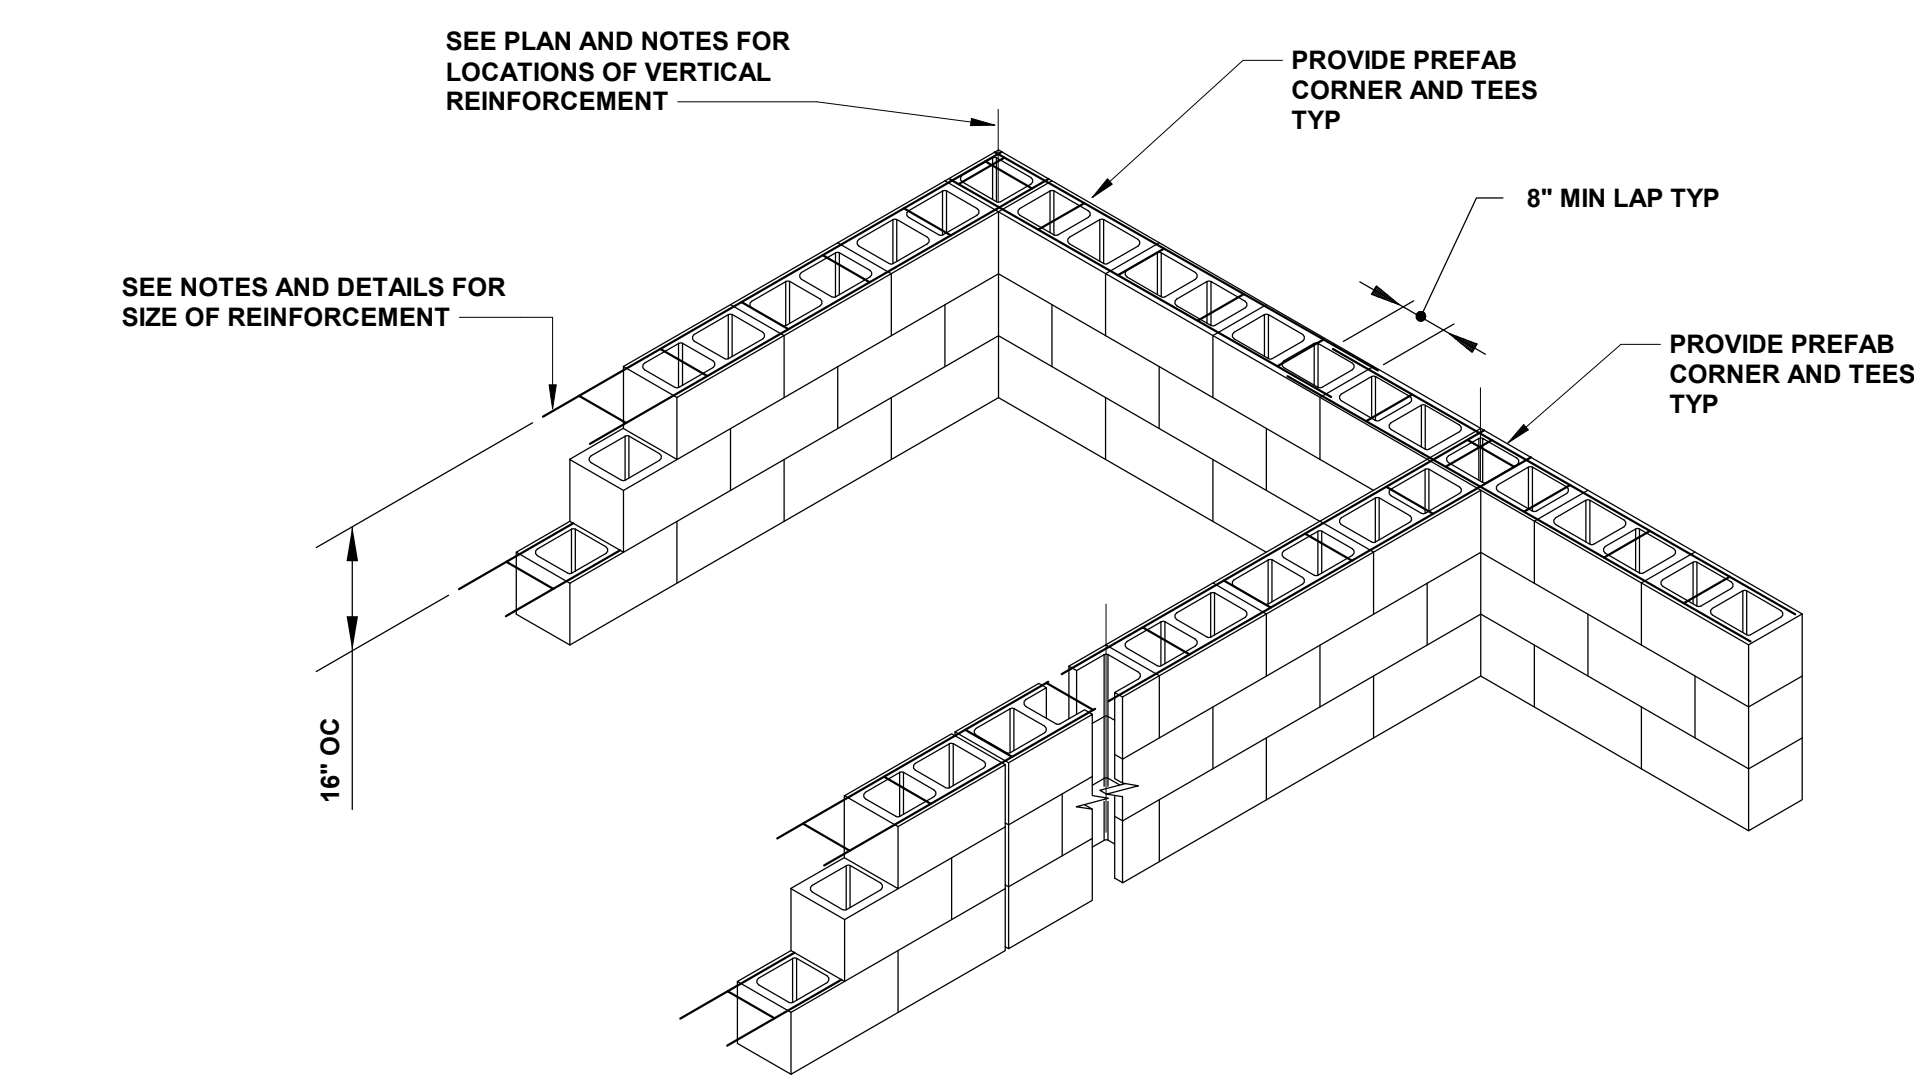 SEE PLAN AND NOTES FOR
LOCATIONS OF VERTICAL
REINFORCEMENT
PROVIDE PREFAB
CORNER AND TEES
TYP
8" MIN LAP TYP
SEE NOTES AND DETAILS FOR
SIZE OF REINFORCEMENT
PROVIDE PREFAB
CORNER AND TEES
TYP
16" OC